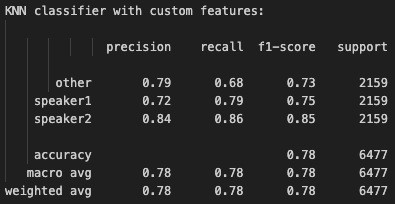 KNN classifier with custom features:
precision recall f1-score support
other 0.79 0.68 0.73 2159
speaker1 0.72 0.79 0.75 2159
speaker2 0.84 0.86 0.85 2159
accuracy 0.78 6477
macro avg 0.78 0.78 0.78 6477
weighted avg 0.78 0.78 0.78 6477